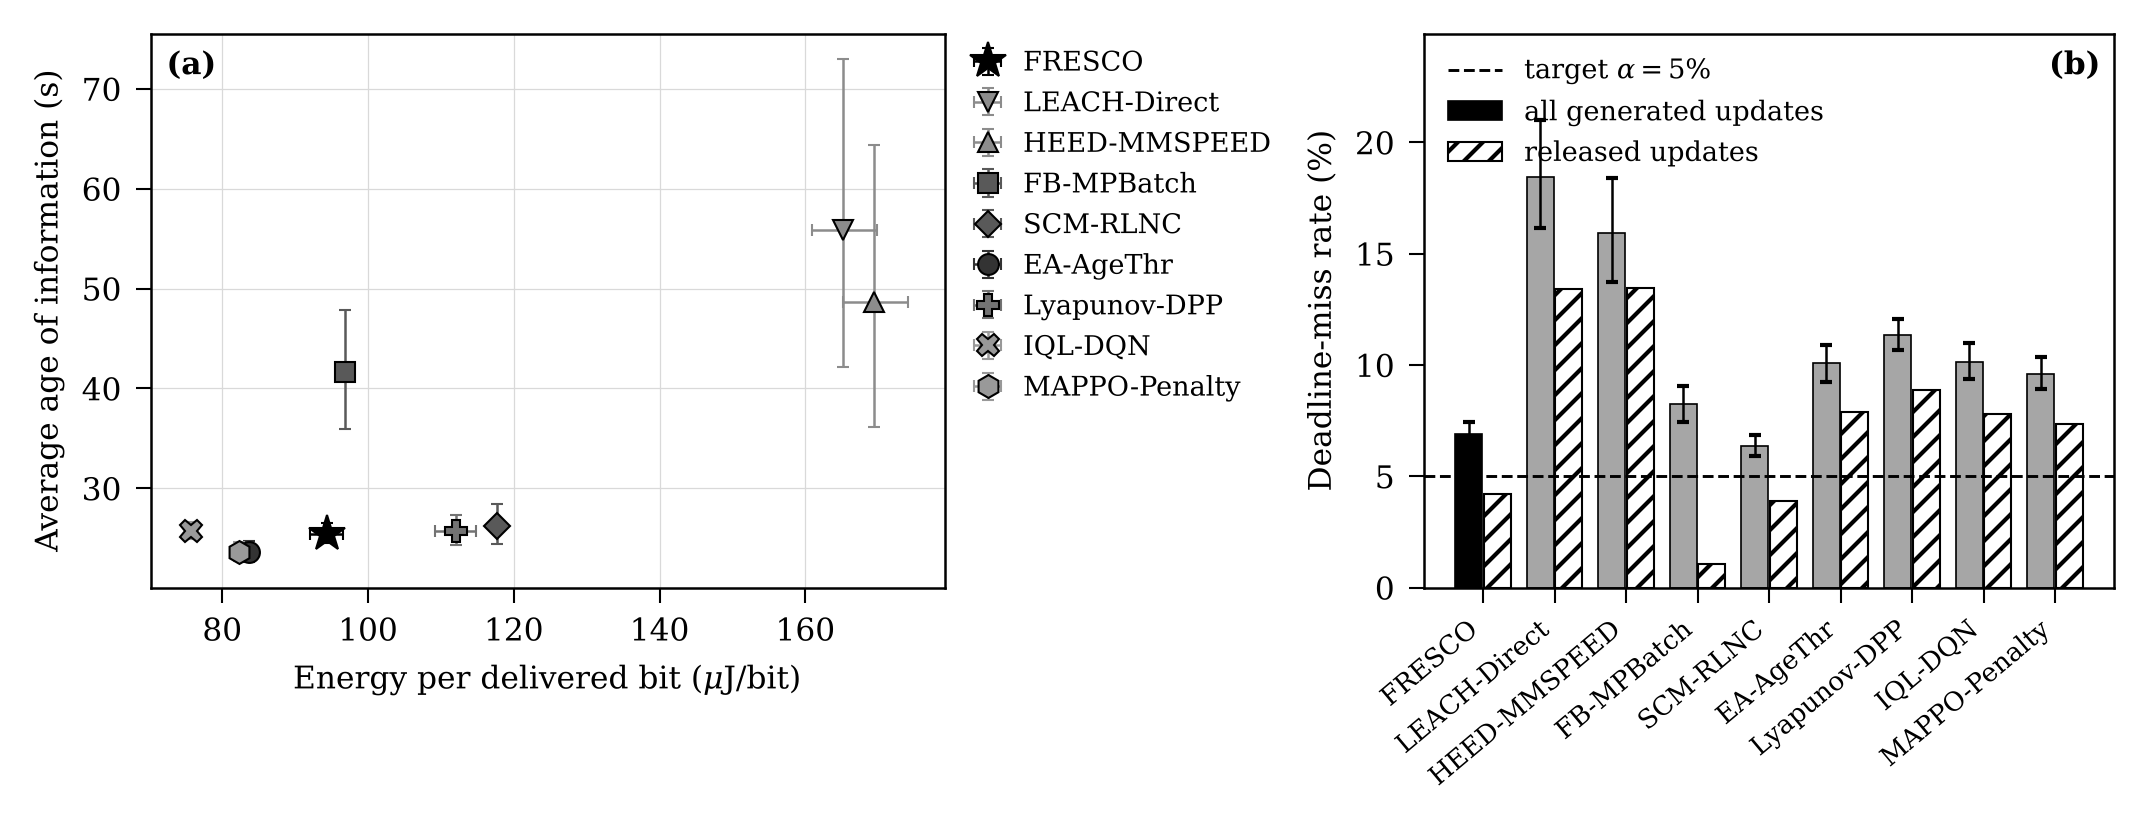 (a)
Average age of information (s)
70
60
50
40
30
80
100
120
140
160
Energy per delivered bit (μJ/bit)
FRESCO
LEACH-Direct
HEED-MMSPEED
FB-MPBatch
SCM-RLNC
EA-AgeThr
Lyapunov-DPP
IQL-DQN
MAPPO-Penalty
(b)
target α = 5%
all generated updates
released updates
Deadline-miss rate (%)
20
15
10
5
0
FRESCO
LEACH-Direct
HEED-MMSPEED
FB-MPBatch
SCM-RLNC
EA-AgeThr
Lyapunov-DPP
IQL-DQN
MAPPO-Penalty